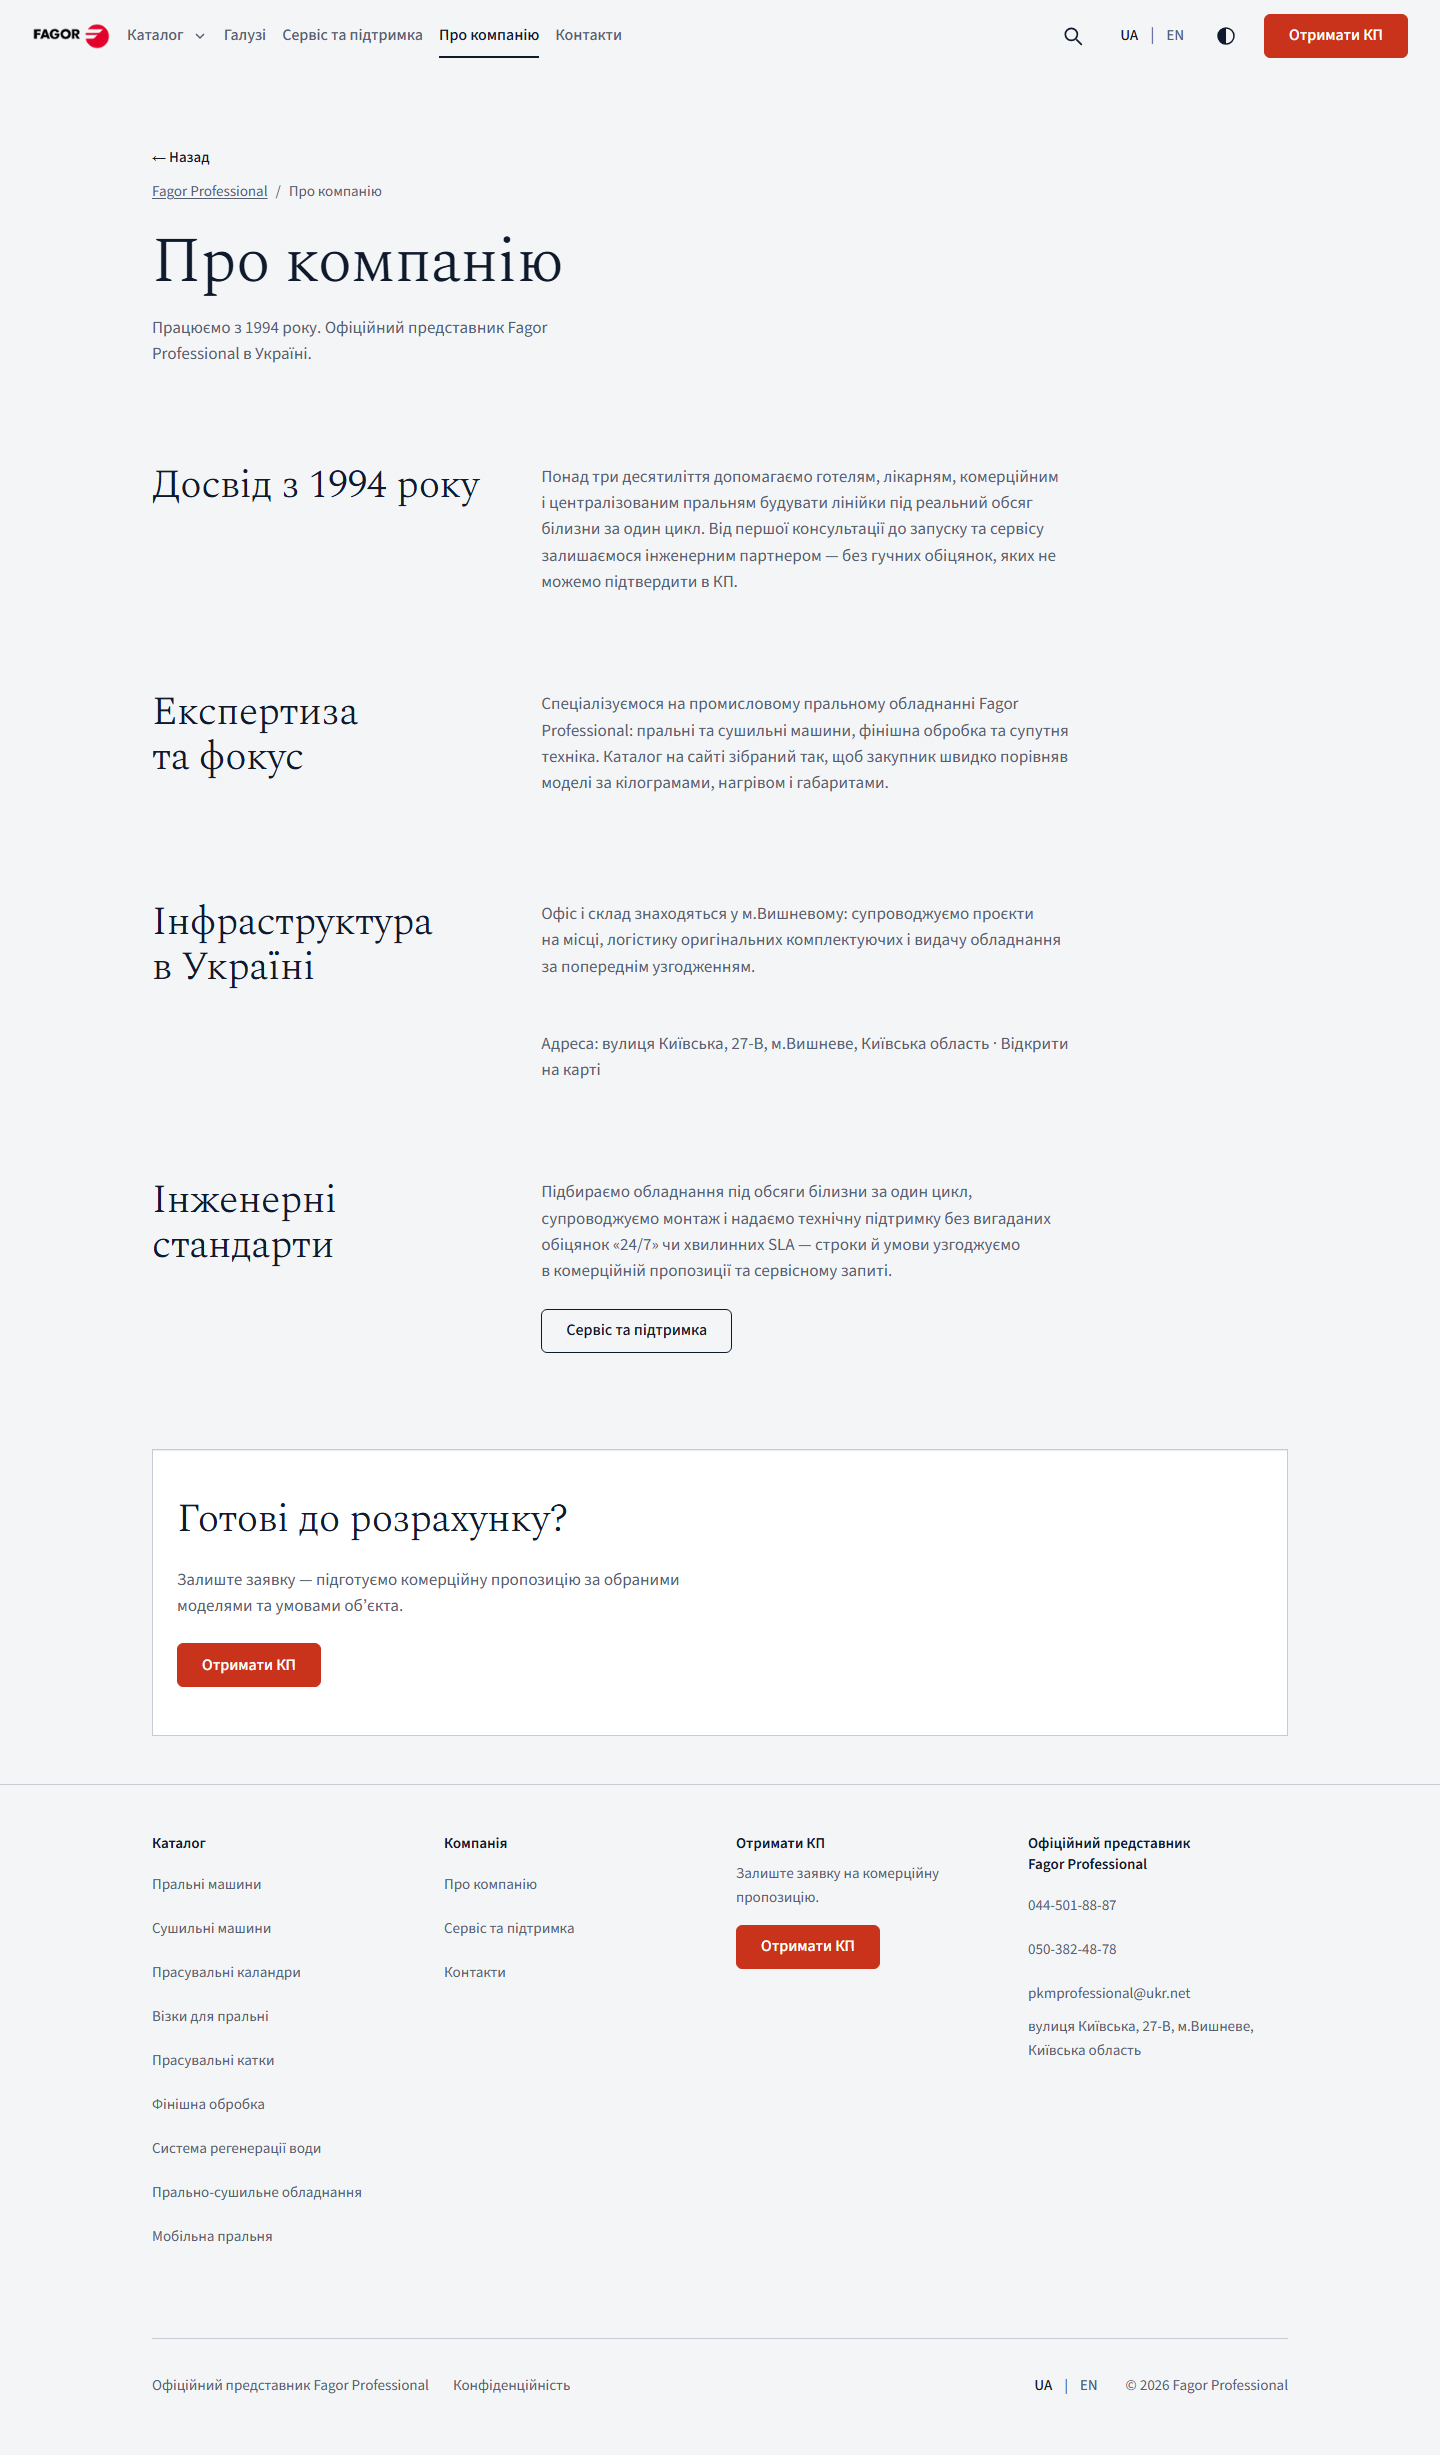 FAGOR
Каталог
Галузі
Сервіс та підтримка
Про компанію
Контакти
UA | EN
Отримати КП
← Назад
Fagor Professional / Про компанію
Про компанію
Працюємо з 1994 року. Офіційний представник Fagor
Professional в Україні.
Досвід з 1994 року
Понад три десятиліття допомагаємо готелям, лікарням, комерційним
і централізованим пральням будувати лінійки під реальний обсяг
білизни за один цикл. Від першої консультації до запуску та сервісу
залишаємося інженерним партнером — без гучних обіцянок, яких не
можемо підтвердити в КП.
Експертиза
та фокус
Спеціалізуємося на промисловому пральному обладнанні Fagor
Professional: пральні та сушильні машини, фінішна обробка та супутня
техніка. Каталог на сайті зібраний так, щоб закупник швидко порівняв
моделі за кілограмами, нагрівом і габаритами.
Інфраструктура
в Україні
Офіс і склад знаходяться у м.Вишневому: супроводжуємо проєкти
на місці, логістику оригінальних комплектуючих і видачу обладнання
за попереднім узгодженням.
Адреса: вулиця Київська, 27-В, м.Вишневе, Київська область · Відкрити
на карті
Інженерні
стандарти
Підбираємо обладнання під обсяги білизни за один цикл,
супроводжуємо монтаж і надаємо технічну підтримку без вигаданих
обіцянок «24/7» чи хвилинних SLA — строки й умови узгоджуємо
в комерційній пропозиції та сервісному запиті.
Сервіс та підтримка
Готові до розрахунку?
Залиште заявку — підготуємо комерційну пропозицію за обраними
моделями та умовами об’єкта.
Отримати КП
Каталог
Пральні машини
Сушильні машини
Прасувальні каландри
Візки для пральні
Прасувальні катки
Фінішна обробка
Система регенерації води
Прально-сушильне обладнання
Мобільна пральня
Компанія
Про компанію
Сервіс та підтримка
Контакти
Отримати КП
Залиште заявку на комерційну
пропозицію.
Отримати КП
Офіційний представник
Fagor Professional
044-501-88-87
050-382-48-78
pkmprofessional@ukr.net
вулиця Київська, 27-В, м.Вишневе,
Київська область
Офіційний представник Fagor Professional
Конфіденційність
UA | EN
© 2026 Fagor Professional